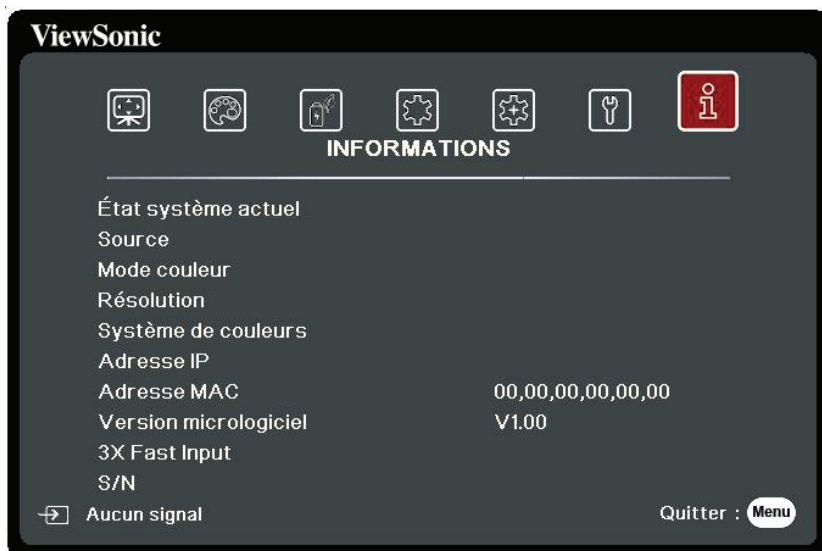 ViewSonic
INFORMATIONS
État système actuel
Source
Mode couleur
Résolution
Système de couleurs
Adresse IP
Adresse MAC 00,00,00,00,00,00
Version micrologiciel V1.00
3X Fast Input
S/N
Aucun signal Quitter : Menu